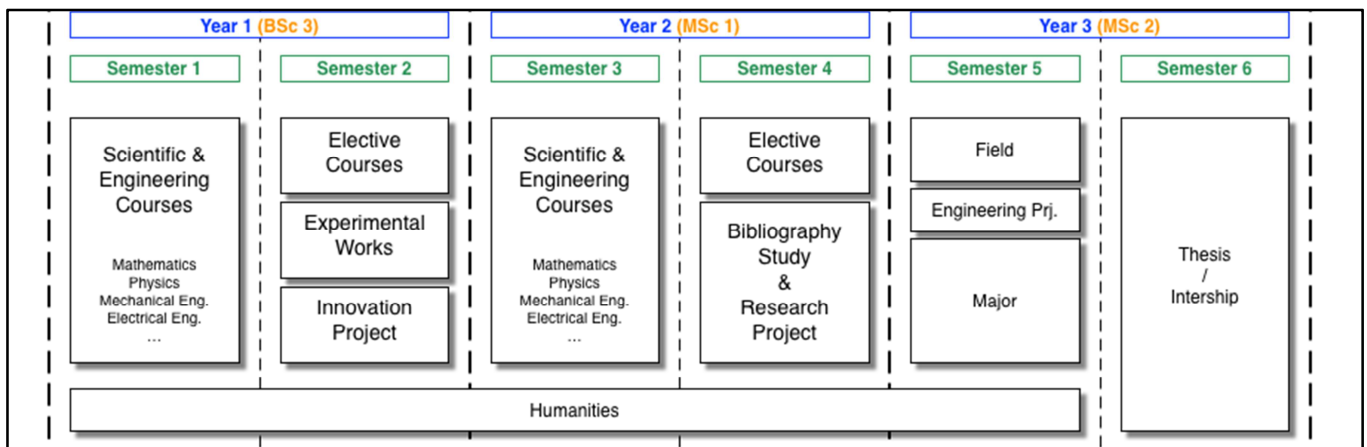 Year 1 (BSc 3)
Year 2 (MSc 1)
Year 3 (MSc 2)
Semester 1
Semester 2
Semester 3
Semester 4
Semester 5
Semester 6
Scientific &
Engineering
Courses
Mathematics
Physics
Mechanical Eng.
Electrical Eng.
...
Elective
Courses
Experimental
Works
Innovation
Project
Scientific &
Engineering
Courses
Mathematics
Physics
Mechanical Eng.
Electrical Eng.
...
Elective
Courses
Bibliography
Study
&
Research
Project
Field
Engineering Prj.
Major
Thesis
/
Intership
Humanities